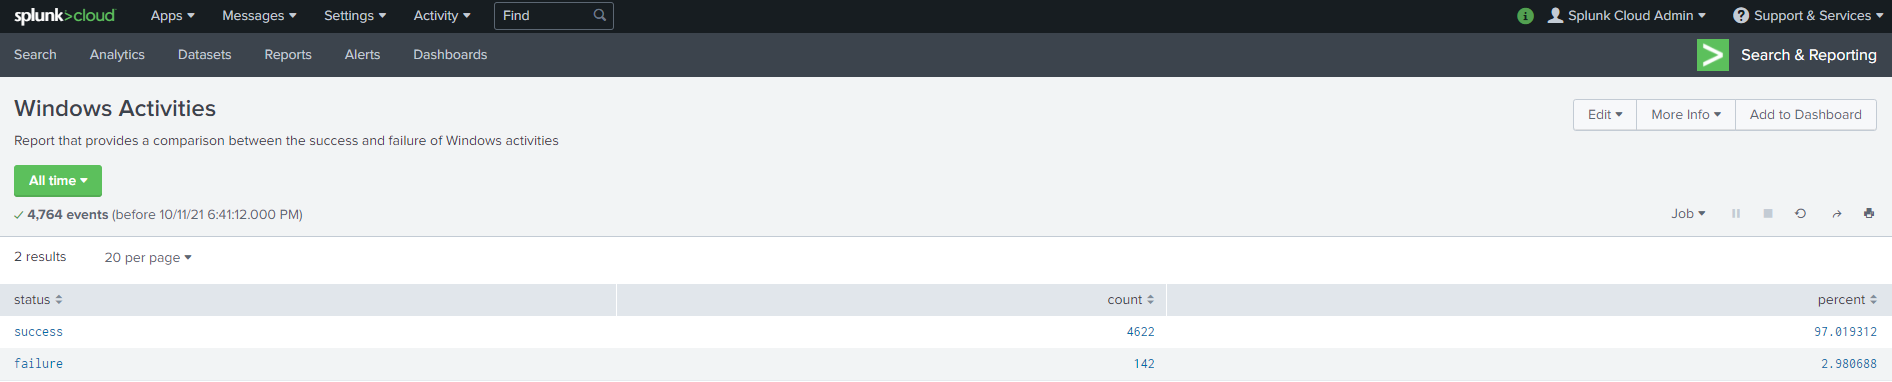 splunk>cloud Apps Messages Settings Activity Find i Splunk Cloud Admin ? Support & Services
Search Analytics Datasets Reports Alerts Dashboards > Search & Reporting
Windows Activities
Edit More Info Add to Dashboard
Report that provides a comparison between the success and failure of Windows activities
All time
✓ 4,764 events (before 10/11/21 6:41:12.000 PM) Job
2 results 20 per page
status count percent
success 4622 97.019312
failure 142 2.980688